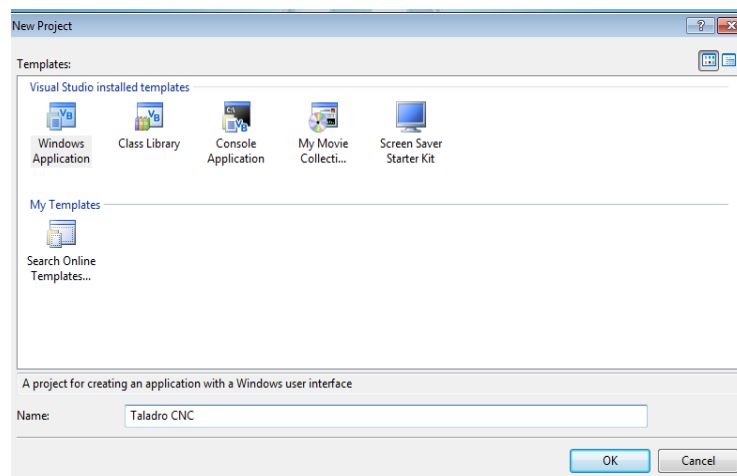 New Project
Templates:
Visual Studio installed templates
Windows Application
Class Library
Console Application
My Movie Collecti...
Screen Saver Starter Kit
My Templates
Search Online Templates...
A project for creating an application with a Windows user interface
Name:
Taladro CNC
OK
Cancel